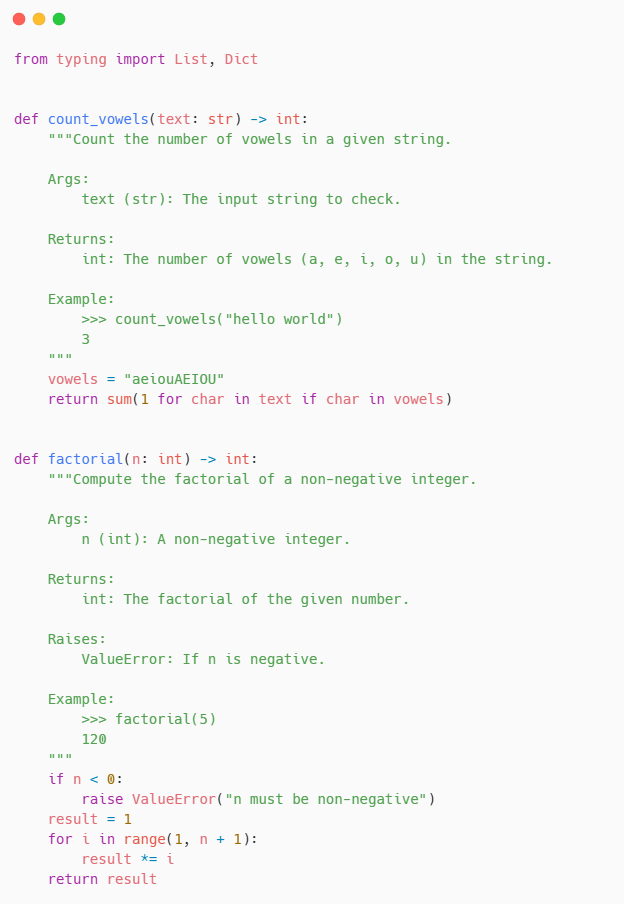 from typing import List, Dict


def count_vowels(text: str) -> int:
    """Count the number of vowels in a given string.

    Args:
        text (str): The input string to check.

    Returns:
        int: The number of vowels (a, e, i, o, u) in the string.

    Example:
        >>> count_vowels("hello world")
        3
    """
    vowels = "aeiouAEIOU"
    return sum(1 for char in text if char in vowels)


def factorial(n: int) -> int:
    """Compute the factorial of a non-negative integer.

    Args:
        n (int): A non-negative integer.

    Returns:
        int: The factorial of the given number.

    Raises:
        ValueError: If n is negative.

    Example:
        >>> factorial(5)
        120
    """
    if n < 0:
        raise ValueError("n must be non-negative")
    result = 1
    for i in range(1, n + 1):
        result *= i
    return result